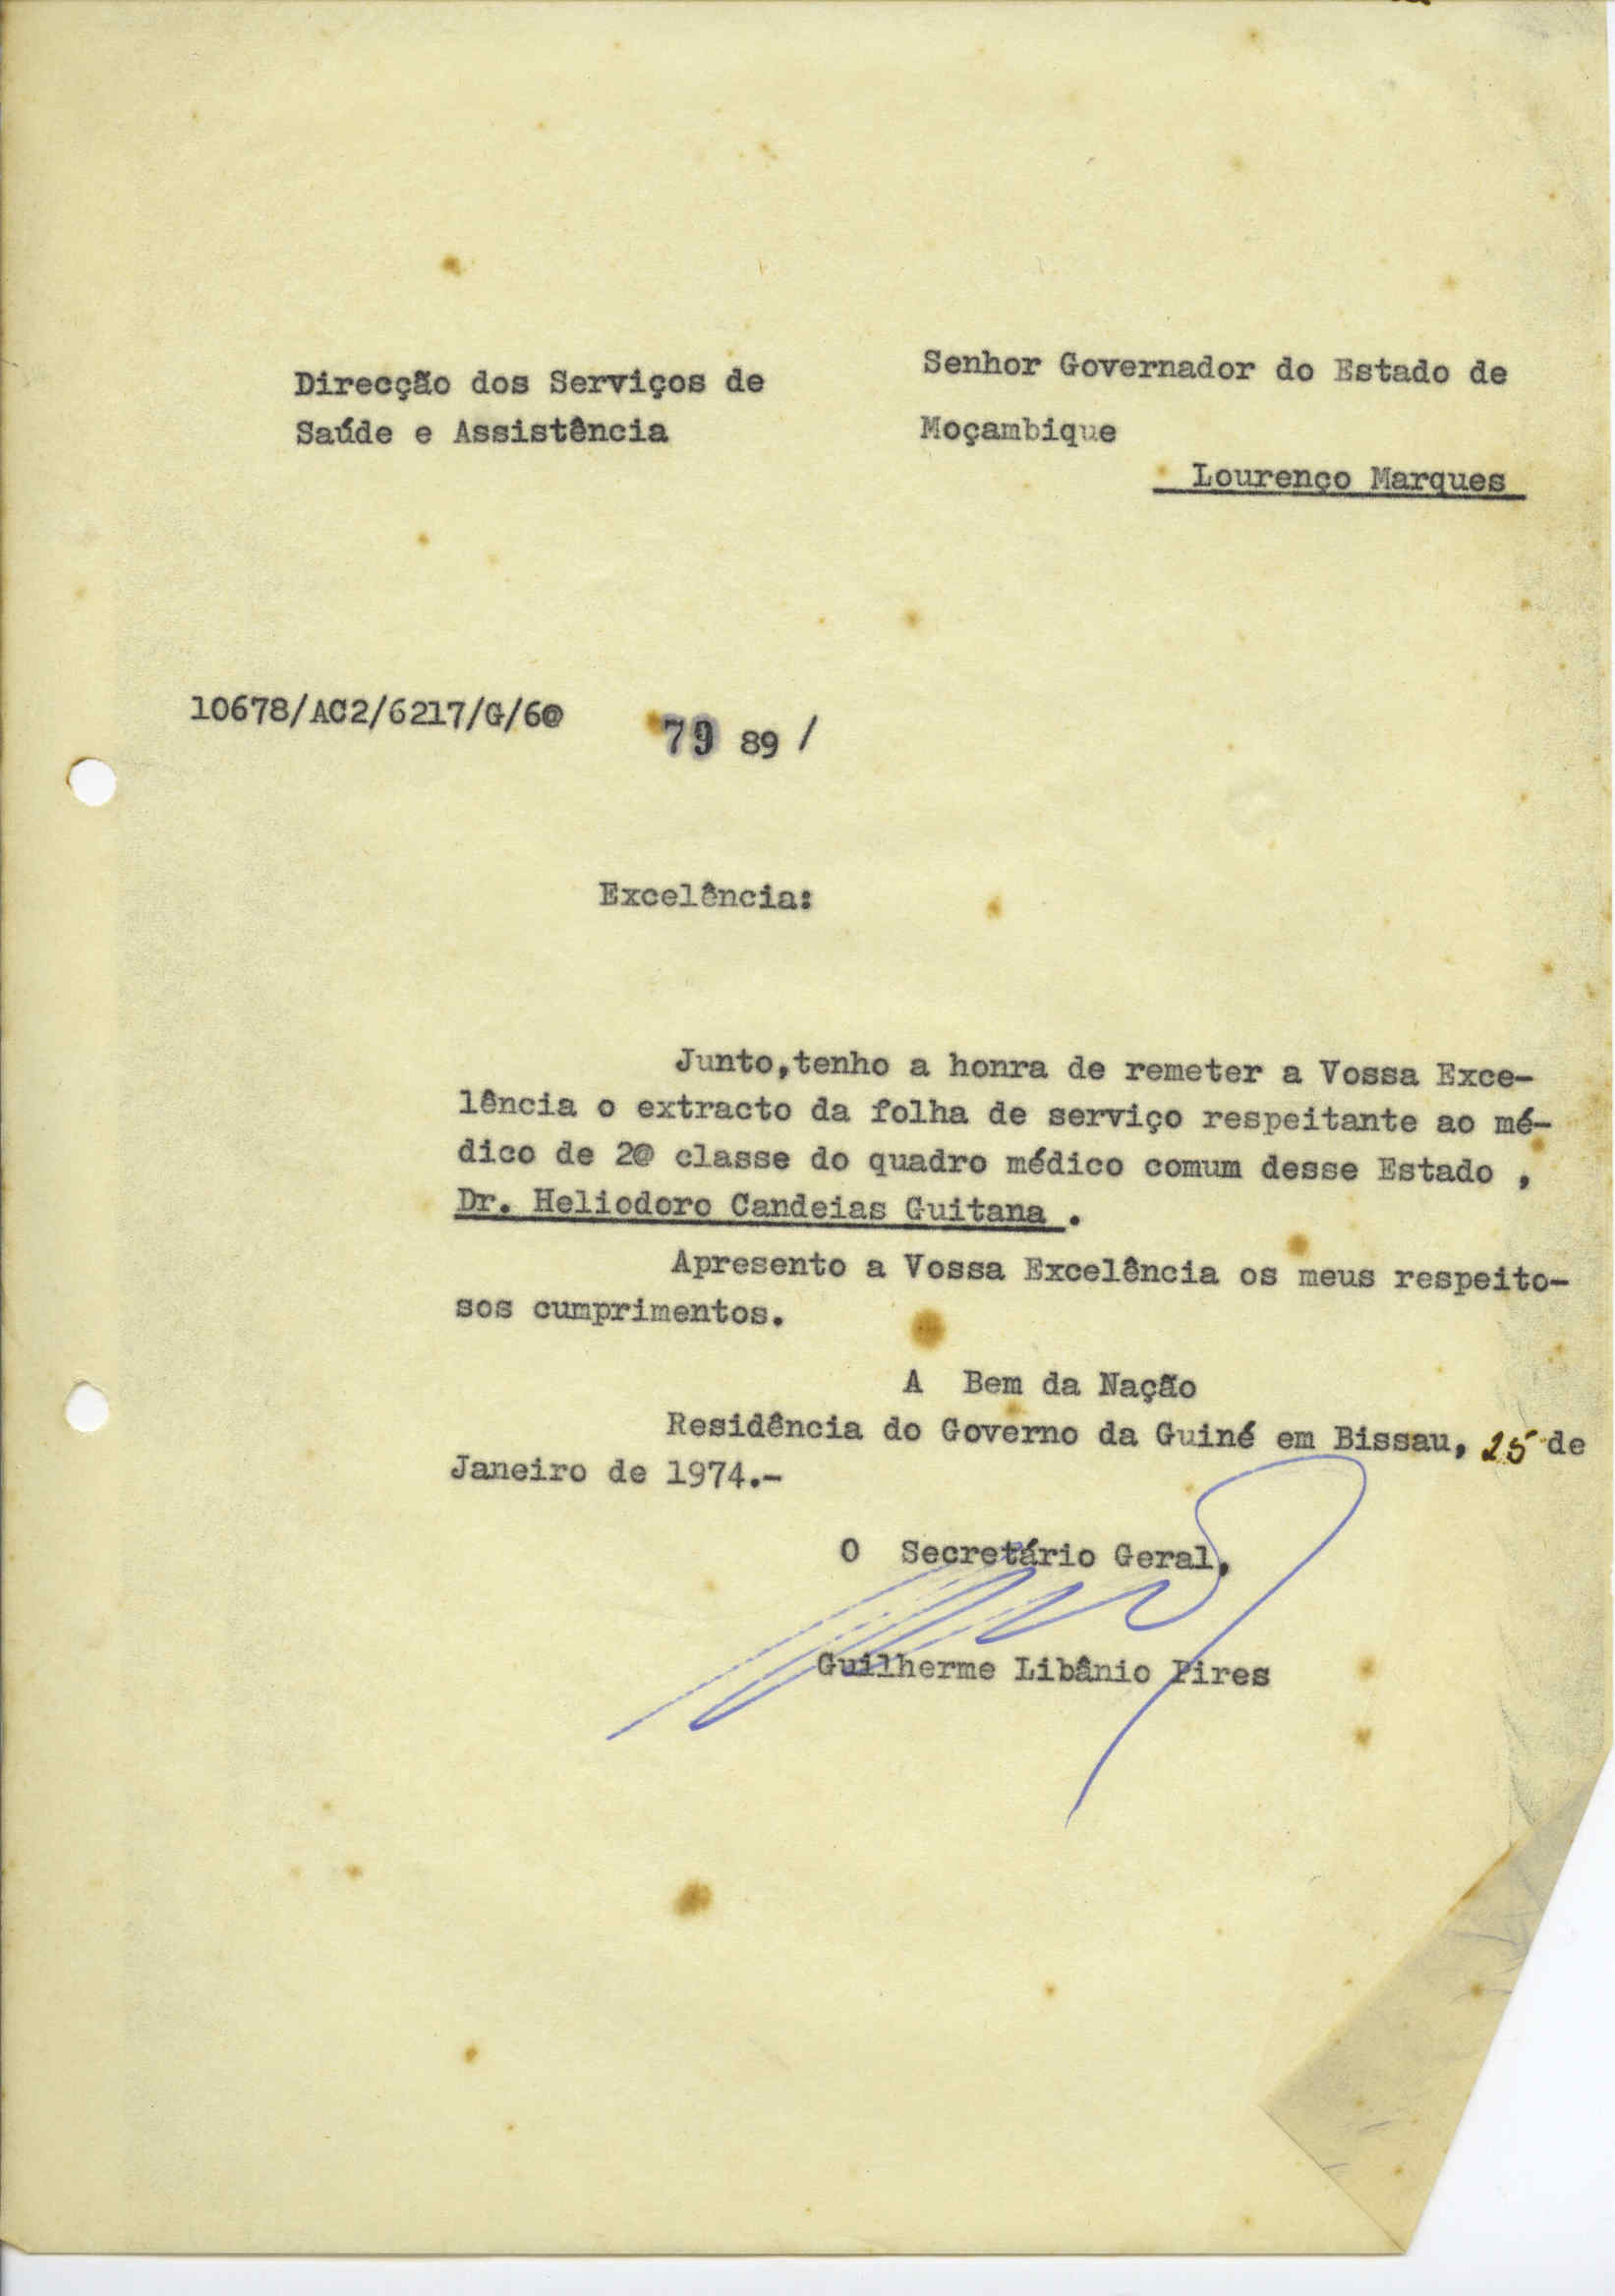 Direcção dos Serviços de
Saúde e Assistência
Senhor Governador do Estado de
Moçambique
Lourenço Marques
10678/AC2/6217/G/6@
79 89 /
Excelência:
Junto,tenho a honra de remeter a Vossa Exce-
lência o extracto da folha de serviço respeitante ao mé-
dico de 2@ classe do quadro médico comum desse Estado ,
Dr. Heliodoro Candeias Guitana .
Apresento a Vossa Excelência os meus respeito-
sos cumprimentos.
A Bem da Nação
Residência do Governo da Guiné em Bissau, 25 de
Janeiro de 1974.-
O Secretário Geral,
Guilherme Libânio Pires